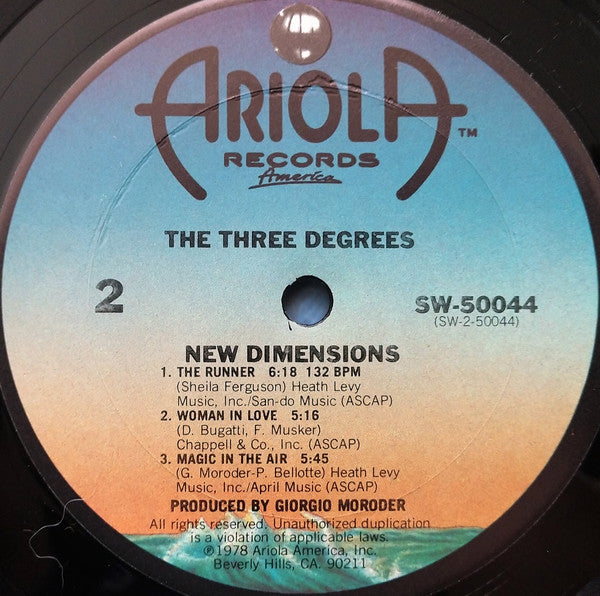 ARIOLA™
RECORDS
America
THE THREE DEGREES
2
SW-50044
(SW-2-50044)
NEW DIMENSIONS
1. THE RUNNER 6:18 132 BPM
(Sheila Ferguson) Heath Levy
Music, Inc./San-do Music (ASCAP)
2. WOMAN IN LOVE 5:16
(D. Bugatti, F. Musker)
Chappell & Co., Inc. (ASCAP)
3. MAGIC IN THE AIR 5:45
(G. Moroder-P. Bellotte) Heath Levy
Music, Inc./April Music (ASCAP)
PRODUCED BY GIORGIO MORODER
All rights reserved. Unauthorized duplication
is a violation of applicable laws.
℗1978 Ariola America, Inc.
Beverly Hills, CA. 90211